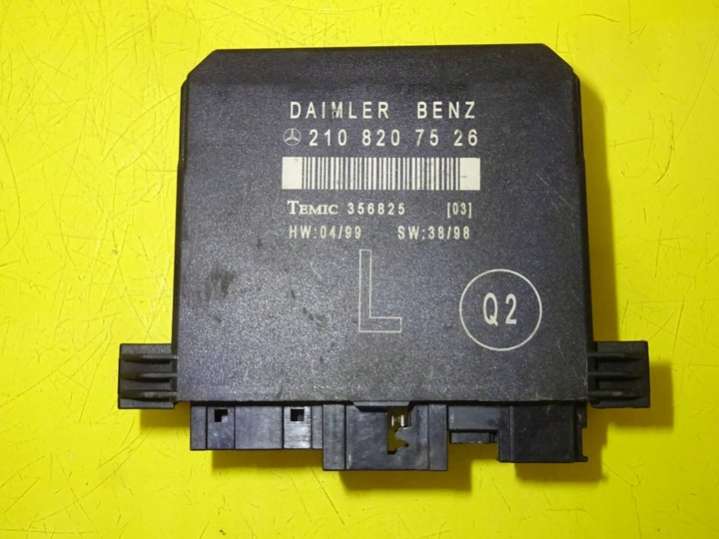 DAIMLER BENZ
210 820 75 26
TEMIC 356825 [03]
HW:04/99 SW:38/98
L
Q2